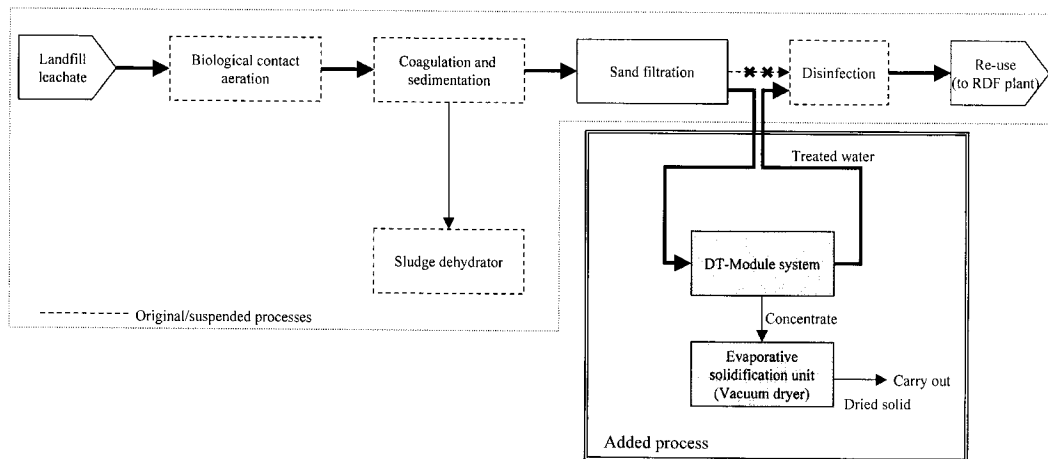 Landfill
leachate
Biological contact
aeration
Coagulation and
sedimentation
Sand filtration
Disinfection
Re-use
(to RDF plant)
Treated water
Sludge dehydrator
DT-Module system
Original/suspended processes
Concentrate
Evaporative
solidification unit
(Vacuum dryer)
Carry out
Dried solid
Added process